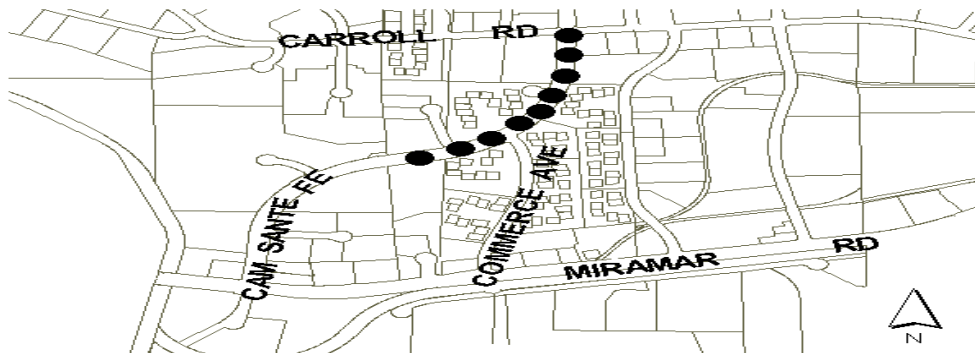 CARROLL RD
CAM SANTE FE
COMMERCE AVE
MIRAMAR RD
N